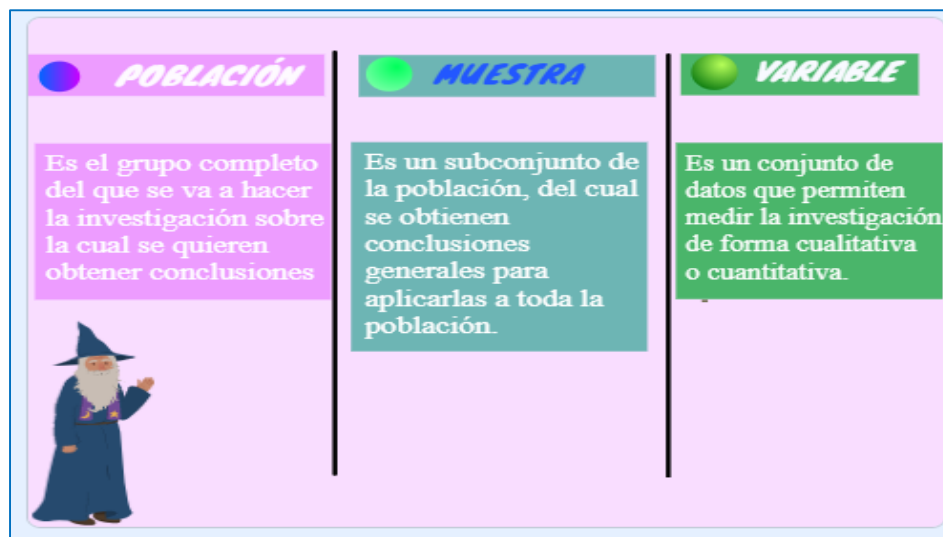 POBLACIÓN
Es el grupo completo
del que se va a hacer
la investigación sobre
la cual se quieren
obtener conclusiones
MUESTRA
Es un subconjunto de
la población, del cual
se obtienen
conclusiones
generales para
aplicarlas a toda la
población.
VARIABLE
Es un conjunto de
datos que permiten
medir la investigación
de forma cualitativa
o cuantitativa.